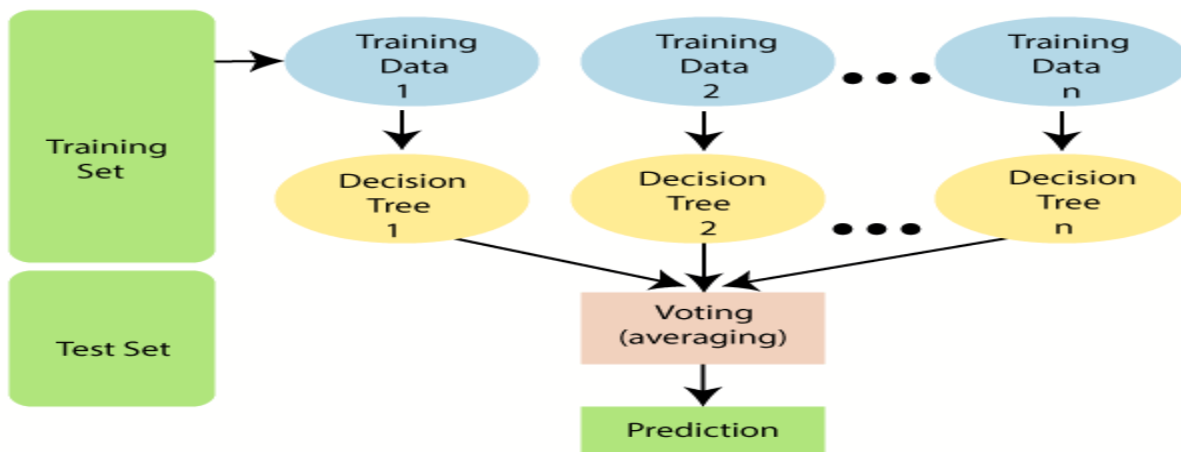 Training
Set
Test Set
Training
Data
1
Training
Data
2
Training
Data
n
Decision
Tree
1
Decision
Tree
2
Decision
Tree
n
Voting
(averaging)
Prediction